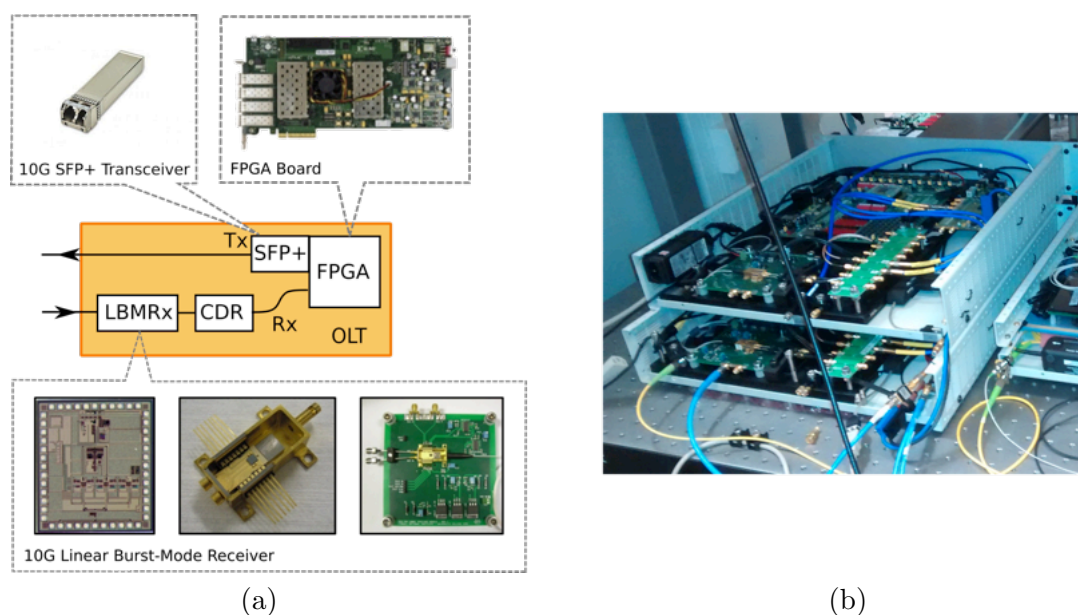 10G SFP+ Transceiver
FPGA Board
Tx
SFP+
FPGA
LBMRx
CDR
Rx
OLT
10G Linear Burst-Mode Receiver
(a)
(b)